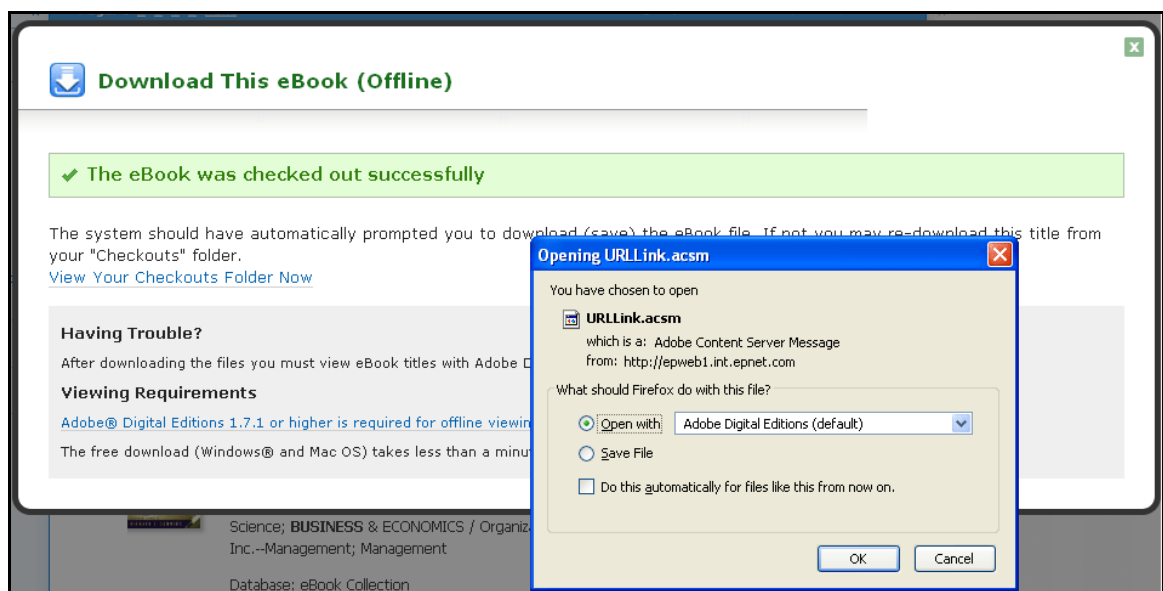 Download This eBook (Offline)
The eBook was checked out successfully
The system should have automatically prompted you to download (save) the eBook file. If not you may re-download this title from
your "Checkouts" folder.
View Your Checkouts Folder Now
Having Trouble?
After downloading the files you must view eBook titles with Adobe
Viewing Requirements
Adobe® Digital Editions 1.7.1 or higher is required for offline
The free download (Windows® and Mac OS) takes less than a
Opening URLLink.acsm
You have chosen to open
URLLink.acsm
which is a: Adobe Content Server Message
from: http://epweb1.int.epnet.com
What should Firefox do with this file?
Open with
Adobe Digital Editions (default)
Save File
Do this automatically for files like this from now on.
OK
Cancel
Science; BUSINESS & ECONOMICS /
Inc.--Management; Management
Database: eBook Collection